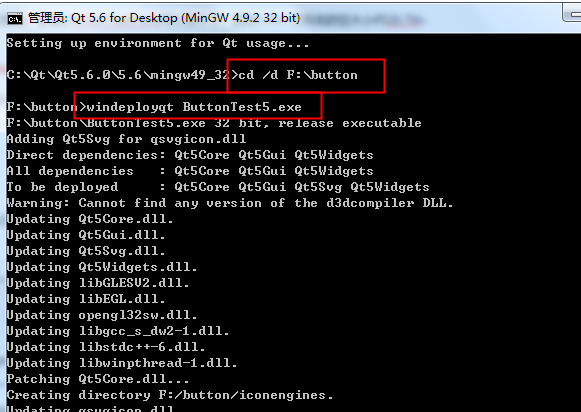 管理员: Qt 5.6 for Desktop (MinGW 4.9.2 32 bit)
Setting up environment for Qt usage...
C:\Qt\Qt5.6.0\5.6\mingw49_32>cd /d F:\button
F:\button>windeployqt ButtonTest5.exe
F:\button\ButtonTest5.exe 32 bit, release executable
Adding Qt5Svg for qsvgicon.dll
Direct dependencies: Qt5Core Qt5Gui Qt5Widgets
All dependencies   : Qt5Core Qt5Gui Qt5Widgets
To be deployed     : Qt5Core Qt5Gui Qt5Svg Qt5Widgets
Warning: Cannot find any version of the d3dcompiler DLL.
Updating Qt5Core.dll.
Updating Qt5Gui.dll.
Updating Qt5Svg.dll.
Updating Qt5Widgets.dll.
Updating libGLESV2.dll.
Updating libEGL.dll.
Updating opengl32sw.dll.
Updating libgcc_s_dw2-1.dll.
Updating libstdc++-6.dll.
Updating libwinpthread-1.dll.
Patching Qt5Core.dll...
Creating directory F:/button/iconengines.
Updating qsvgicon.dll.